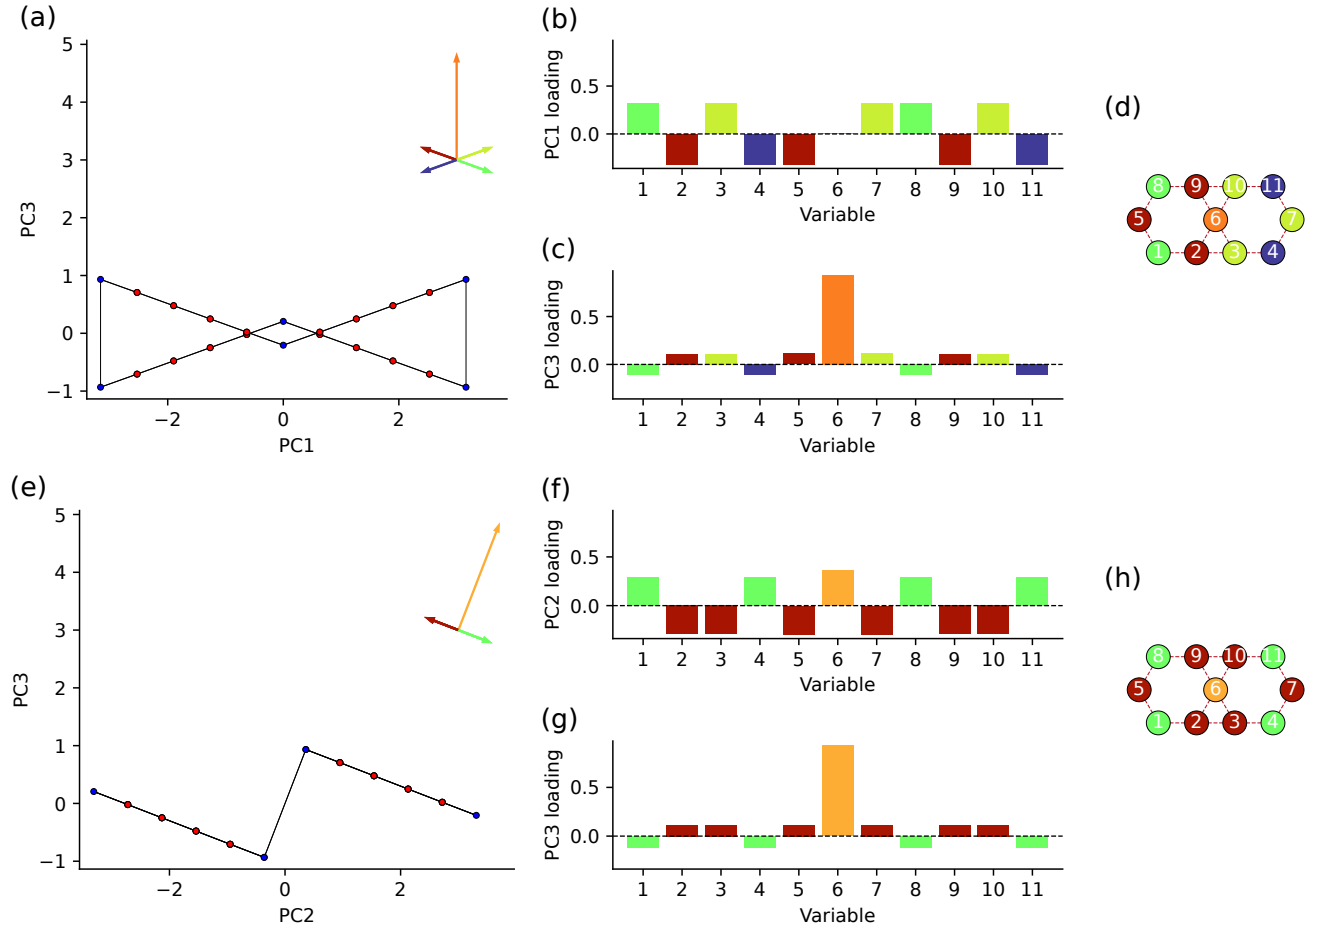 (a)
5
4
3
2
1
0
−1
PC3
−2 0 2
PC1
(b)
0.5
0.0
PC1 loading
1 2 3 4 5 6 7 8 9 10 11
Variable
(c)
0.5
0.0
PC3 loading
1 2 3 4 5 6 7 8 9 10 11
Variable
(d)
8 9 10 11
5 6 7
1 2 3 4
(e)
5
4
3
2
1
0
−1
PC3
−2 0 2
PC2
(f)
0.5
0.0
PC2 loading
1 2 3 4 5 6 7 8 9 10 11
Variable
(g)
0.5
0.0
PC3 loading
1 2 3 4 5 6 7 8 9 10 11
Variable
(h)
8 9 10 11
5 6 7
1 2 3 4